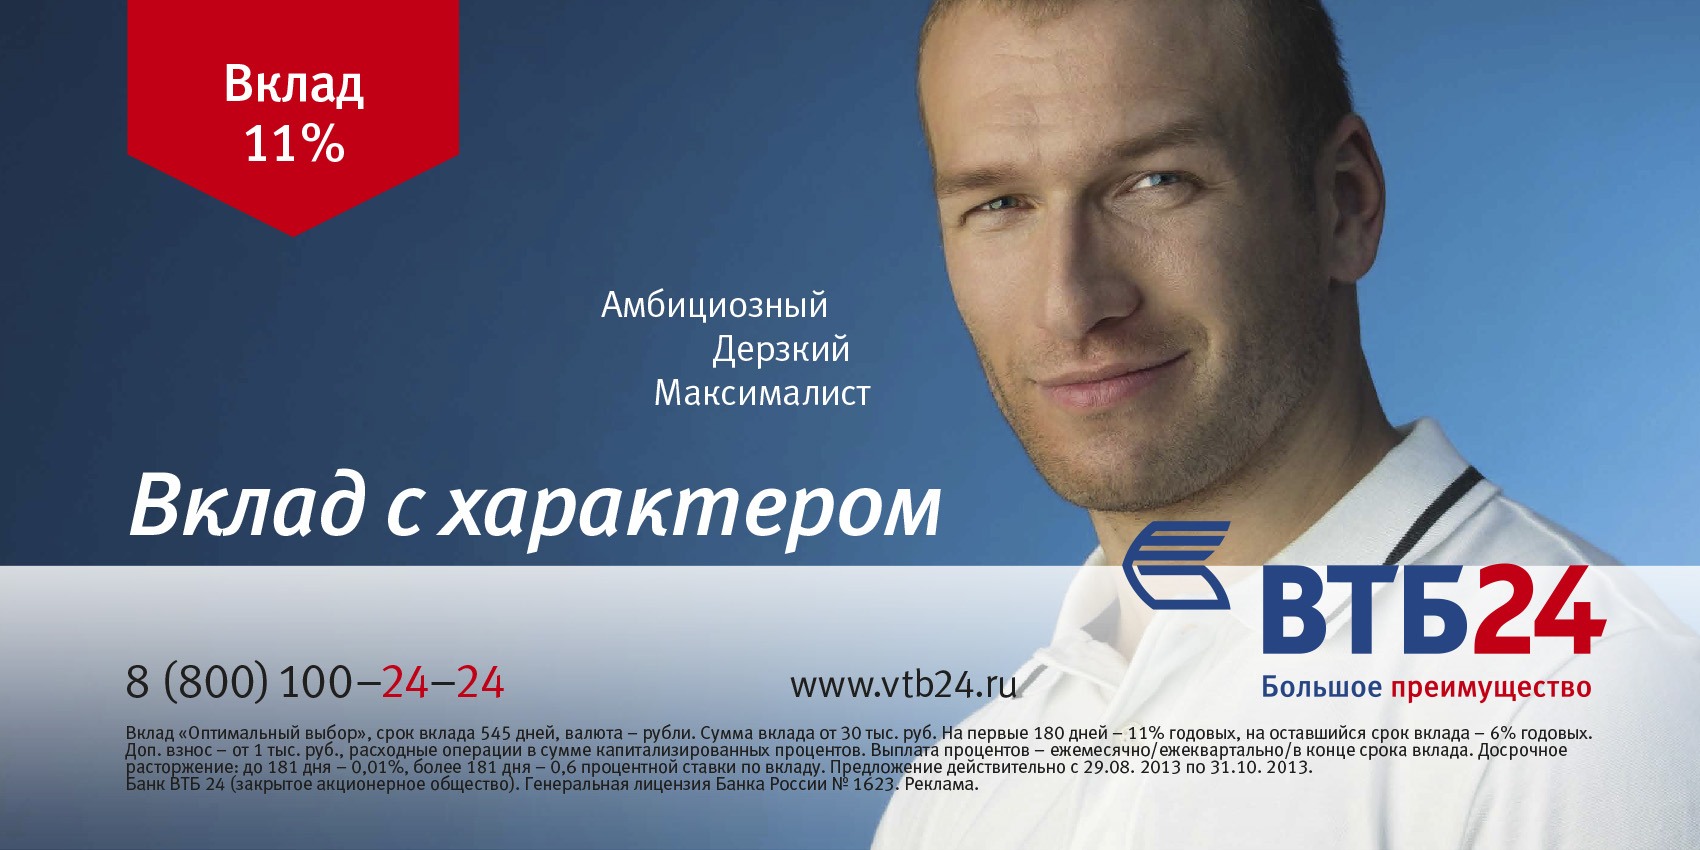 Вклад
11%
Амбициозный
Дерзкий
Максималист
Вклад с характером
ВТБ24
Большое преимущество
8 (800) 100–24–24
www.vtb24.ru
Вклад «Оптимальный выбор», срок вклада 545 дней, валюта – рубли. Сумма вклада от 30 тыс. руб. На первые 180 дней – 11% годовых, на оставшийся срок вклада – 6% годовых.
Доп. взнос – от 1 тыс. руб., расходные операции в сумме капитализированных процентов. Выплата процентов – ежемесячно/ежеквартально/в конце срока вклада. Досрочное
расторжение: до 181 дня – 0,01%, более 181 дня – 0,6 процентной ставки по вкладу. Предложение действительно с 29.08. 2013 по 31.10. 2013.
Банк ВТБ 24 (закрытое акционерное общество). Генеральная лицензия Банка России № 1623. Реклама.